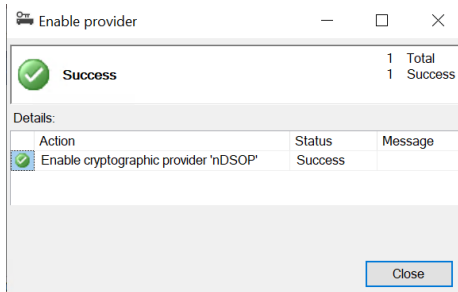 Enable provider
1 Total
Success
1 Success
Details:
Action Status Message
Enable cryptographic provider 'nDSOP' Success
Close